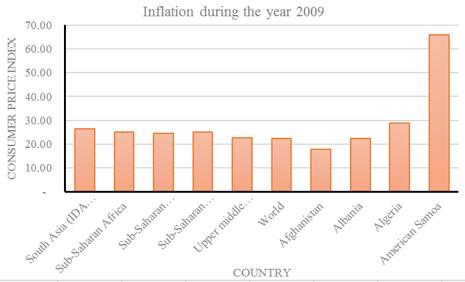 Inflation during the year 2009
CONSUMER PRICE INDEX
70.00
60.00
50.00
40.00
30.00
20.00
10.00
-
South Asia (IDA...
Sub-Saharan Africa
Sub-Saharan...
Sub-Saharan...
Upper middle...
World
Afghanistan
Albania
Algeria
American Samoa
COUNTRY